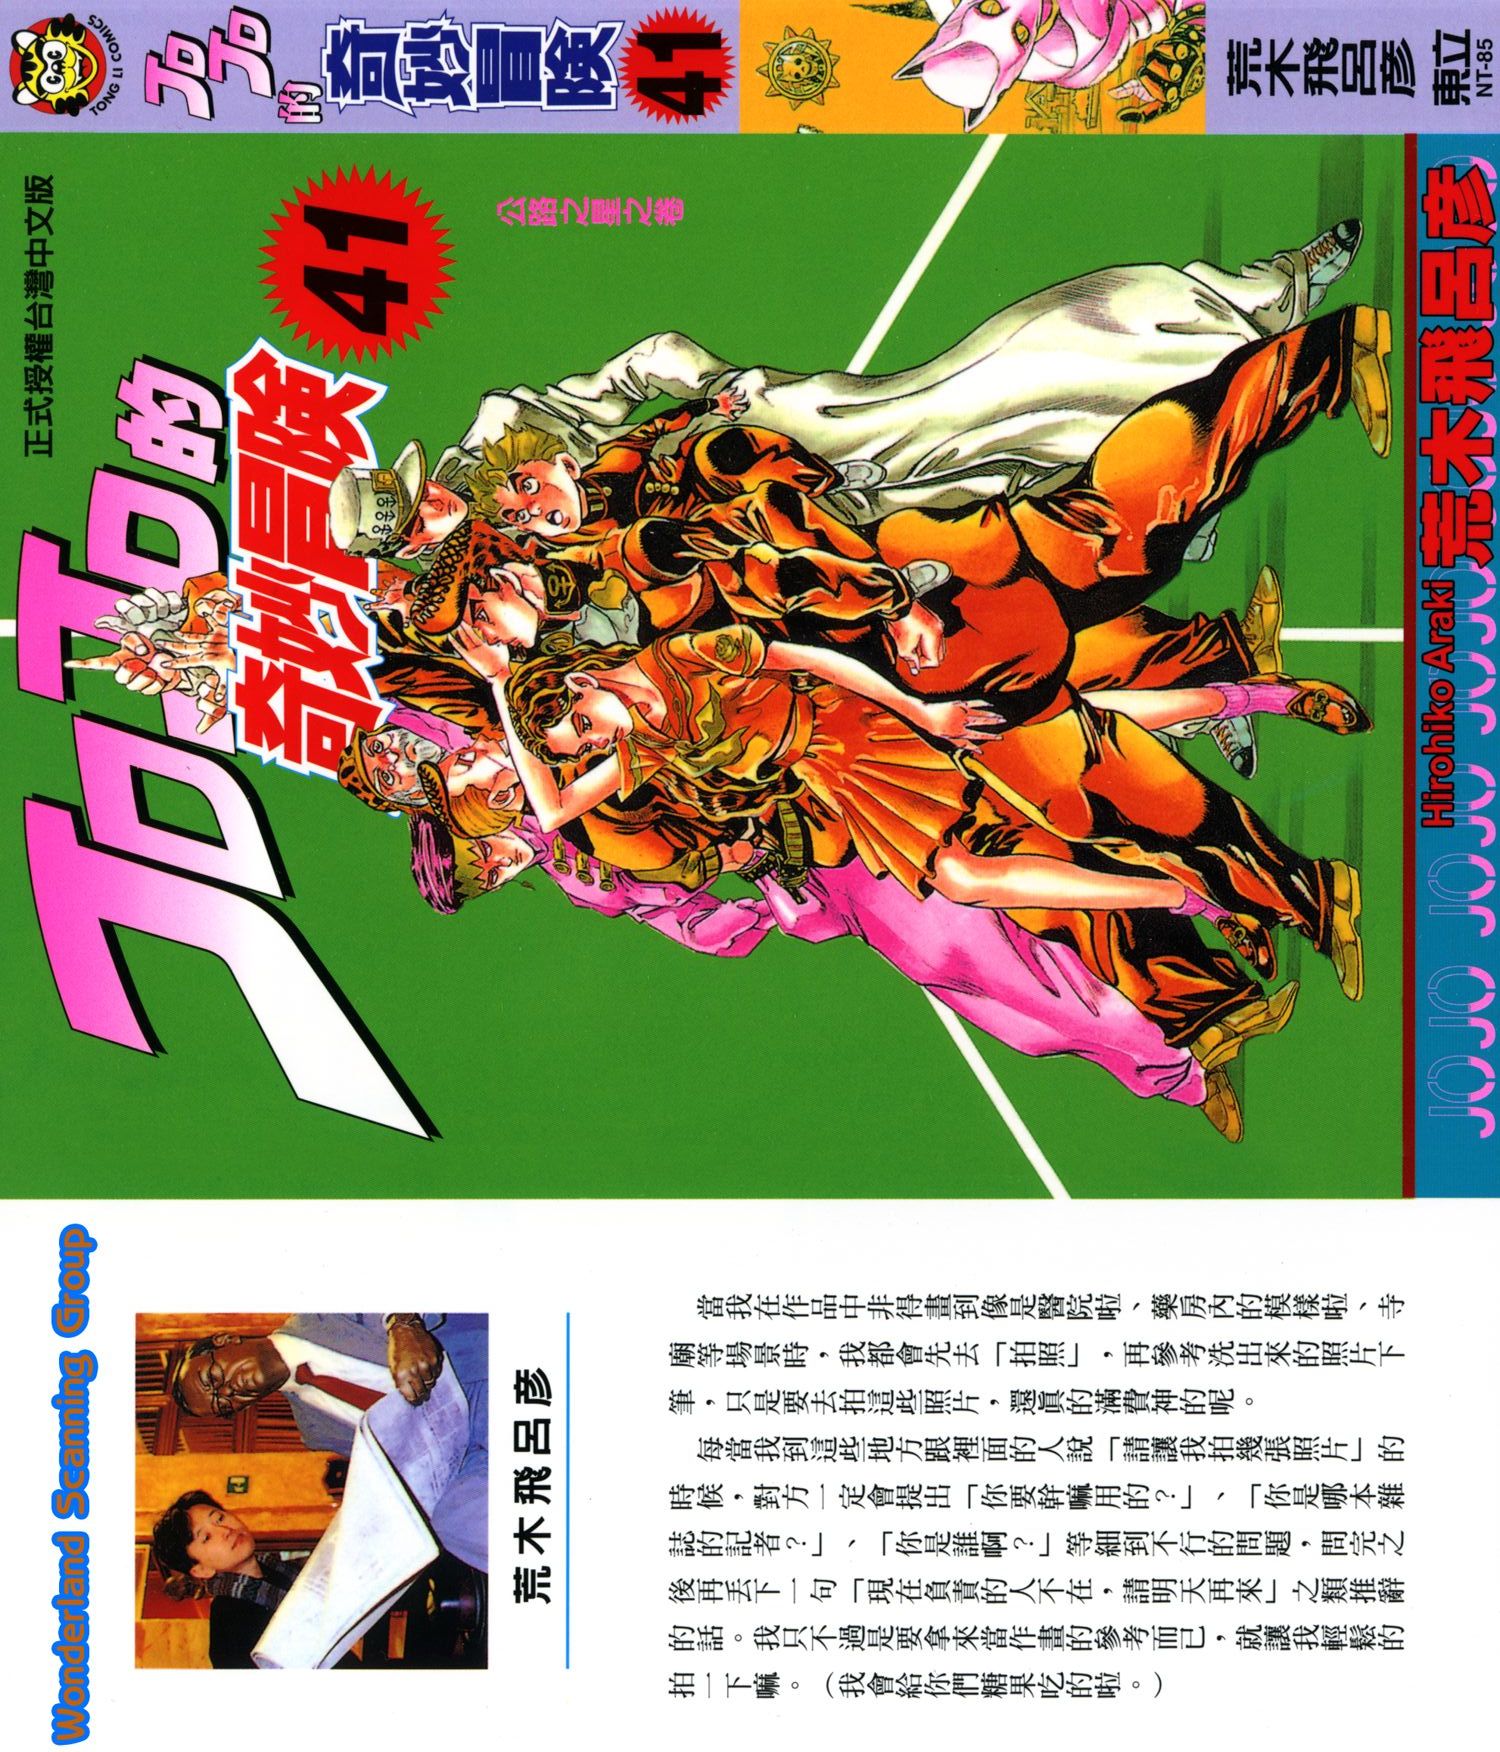 TONG LI COMICS
JOJO的
奇妙冒険
41
荒木飛呂彦
東立
NT-85
正式授權台灣中文版
JOJO的
奇妙冒険
41
公路之星之卷
Hirohiko Araki 荒木飛呂彦
JOJO JOJO JOJO JOJO
Wonderland Scanning Group
荒木飛呂彦
當我在作品中非得畫到像是醫院啦、藥房內的模樣啦、寺
廟等場景時，我都會先去「拍照」，再參考洗出來的照片下
筆，只是要去拍這些照片，還真的滿費神的呢。
每當我到這些地方跟裡面的人說「請讓我拍幾張照片」的
時候，對方一定會提出「你要幹嘛用的？」、「你是哪本雜
誌的記者？」、「你是誰啊？」等細到不行的問題，問完之
後再丟下一句「現在負責的人不在，請明天再來」之類推辭
的話。我只不過是要拿來當作畫的參考而已，就讓我輕鬆的
拍一下嘛。（我會給你們糖果吃的啦。）